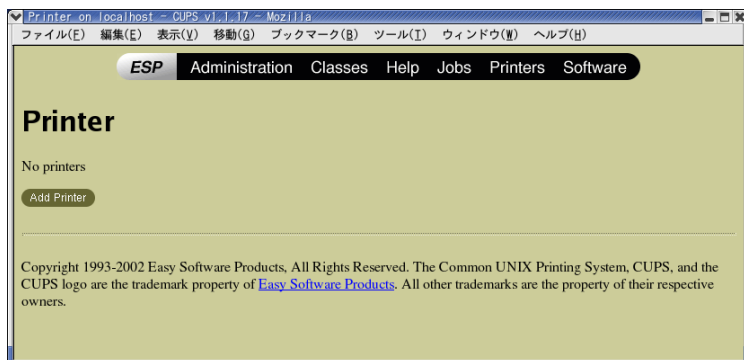 Printer on localhost - CUPS v1.1.17 - Mozilla
ファイル(F) 編集(E) 表示(V) 移動(G) ブックマーク(B) ツール(T) ウィンドウ(W) ヘルプ(H)
ESP Administration Classes Help Jobs Printers Software
Printer
No printers
Add Printer
Copyright 1993-2002 Easy Software Products, All Rights Reserved. The Common UNIX Printing System, CUPS, and the
CUPS logo are the trademark property of Easy Software Products. All other trademarks are the property of their respective
owners.